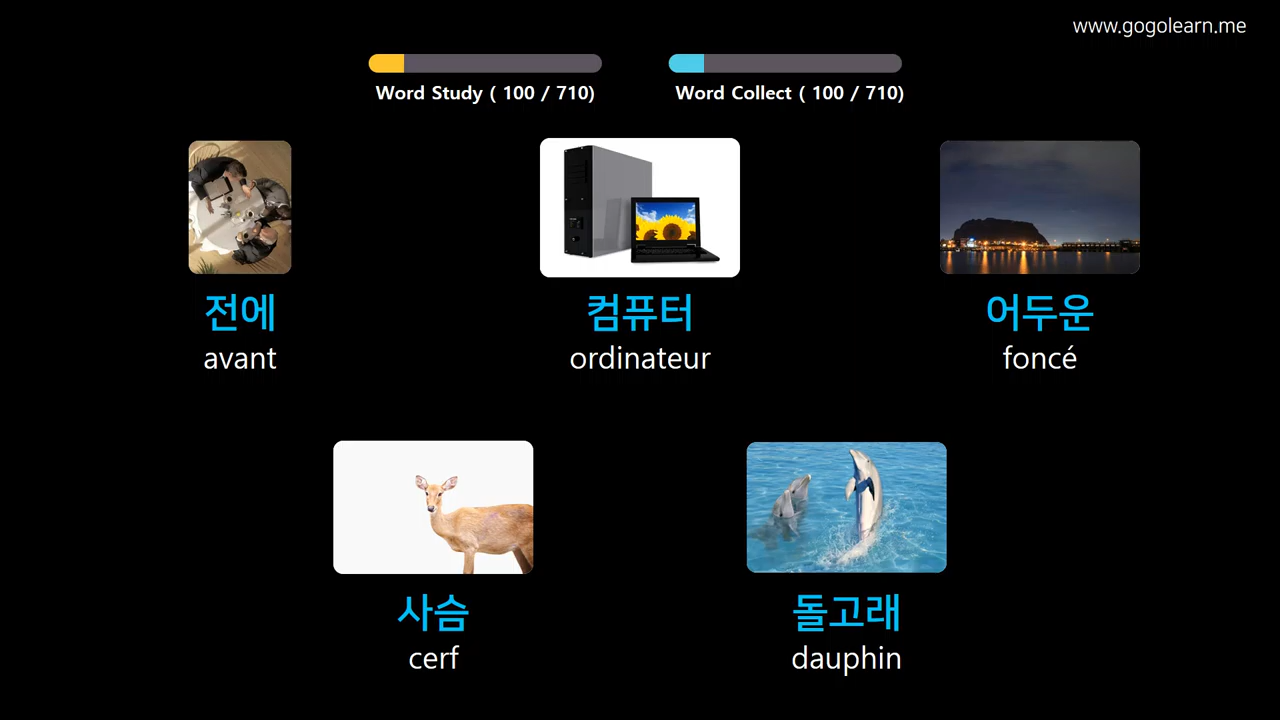 www.gogolearn.me
Word Study ( 100 / 710)
Word Collect ( 100 / 710)
전에
avant
컴퓨터
ordinateur
어두운
foncé
사슴
cerf
돌고래
dauphin